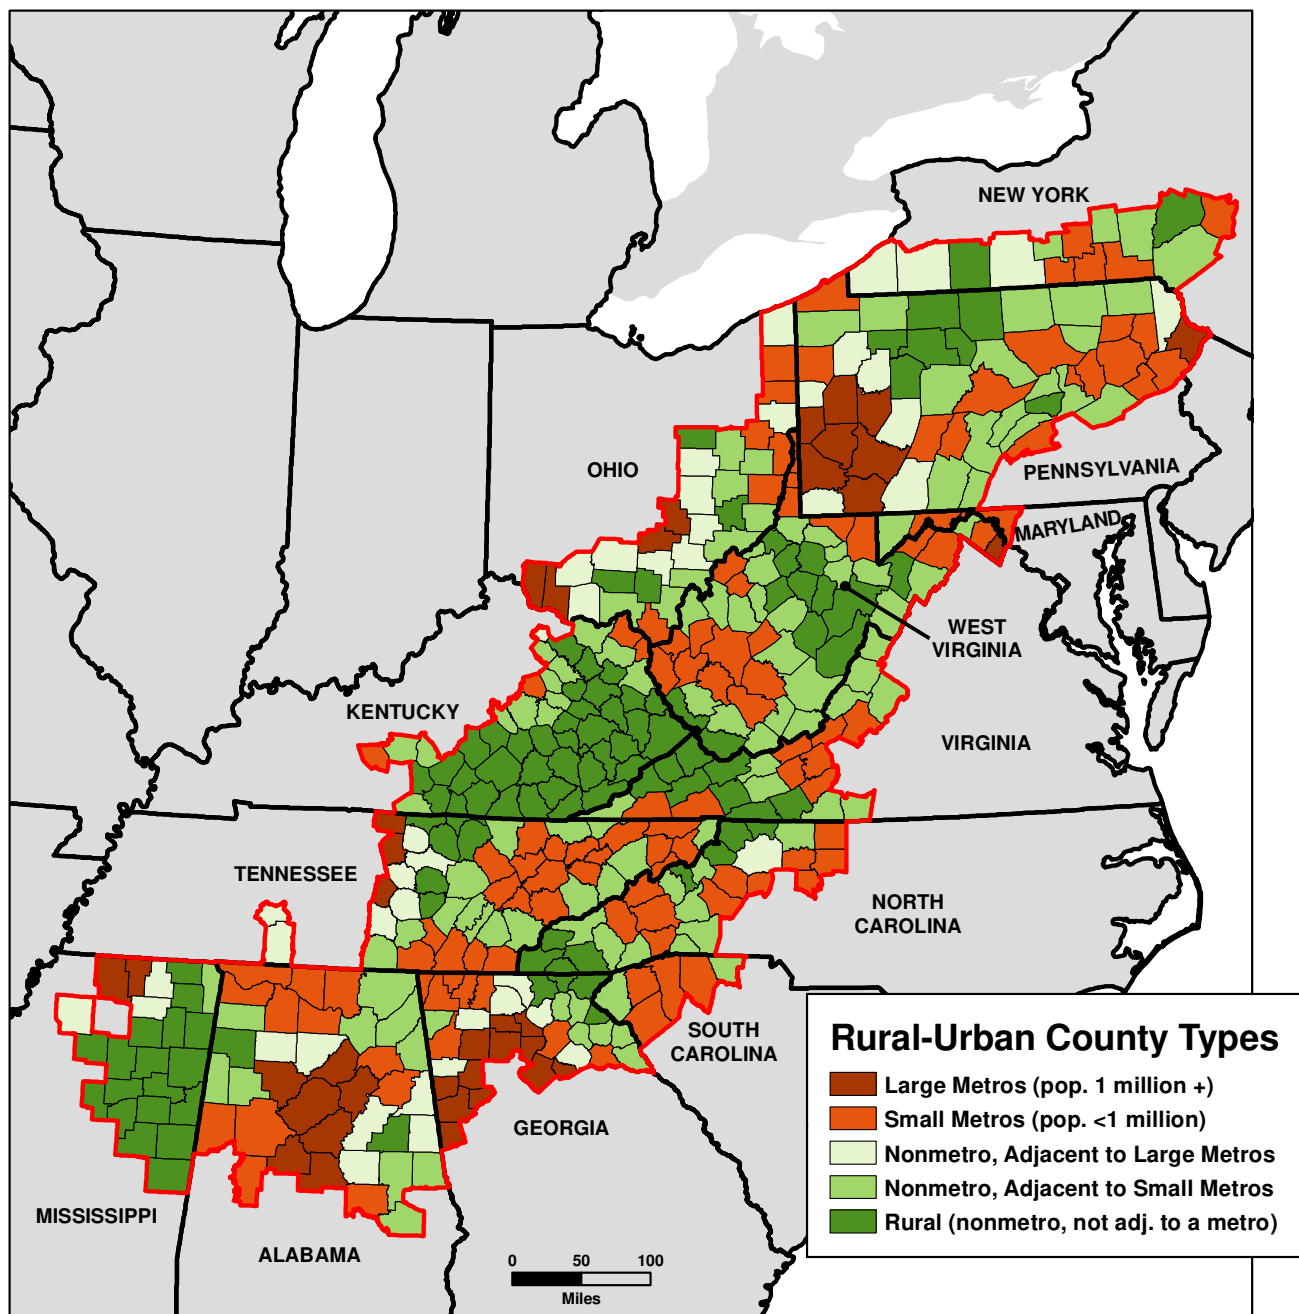 NEW YORK
OHIO
PENNSYLVANIA
MARYLAND
WEST
VIRGINIA
KENTUCKY
VIRGINIA
TENNESSEE
NORTH
CAROLINA
SOUTH
CAROLINA
GEORGIA
MISSISSIPPI
ALABAMA
0 50 100
Miles
Rural-Urban County Types
Large Metros (pop. 1 million +)
Small Metros (pop. <1 million)
Nonmetro, Adjacent to Large Metros
Nonmetro, Adjacent to Small Metros
Rural (nonmetro, not adj. to a metro)